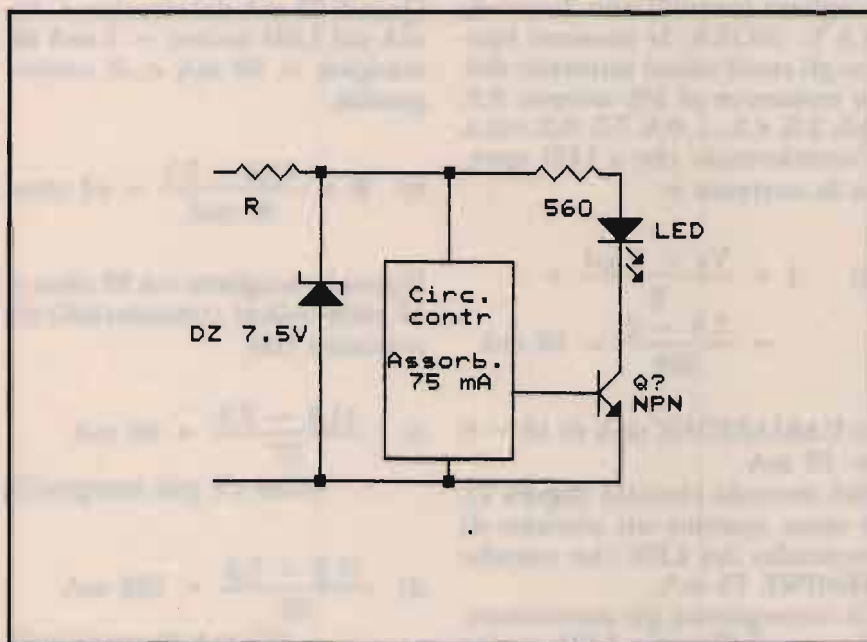 R
560
LED
DZ 7.5V
Circ.
contr
Assorb.
75 mA
Q?
NPN